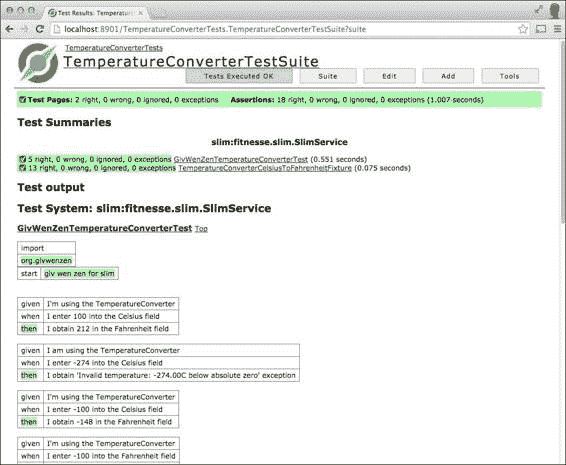 Test Results: Temperature
localhost:8901/TemperatureConverterTests.TemperatureConverterTestSuite?suite
TemperatureConverterTests
TemperatureConverterTestSuite
Tests Executed OK
Suite
Edit
Add
Tools
Test Pages: 2 right, 0 wrong, 0 ignored, 0 exceptions Assertions: 18 right, 0 wrong, 0 ignored, 0 exceptions (1.007 seconds)
Test Summaries
slim:fitnesse.slim.SlimService
5 right, 0 wrong, 0 ignored, 0 exceptions GivWenZenTemperatureConverterTest (0.551 seconds)
13 right, 0 wrong, 0 ignored, 0 exceptions TemperatureConverterCelsiusToFahrenheitFixture (0.075 seconds)
Test output
Test System: slim:fitnesse.slim.SlimService
GivWenZenTemperatureConverterTest Top
import
org.givwenzen
start giv wen zen for slim
given I'm using the TemperatureConverter
when I enter 100 into the Celsius field
then I obtain 212 in the Fahrenheit field
given I am using the TemperatureConverter
when I enter -274 into the Celsius field
then I obtain 'Invalid temperature: -274.00C below absolute zero' exception
given I'm using the TemperatureConverter
when I enter -100 into the Celsius field
then I obtain -148 in the Fahrenheit field
given I'm using the TemperatureConverter
when I enter -100 into the Celsius field